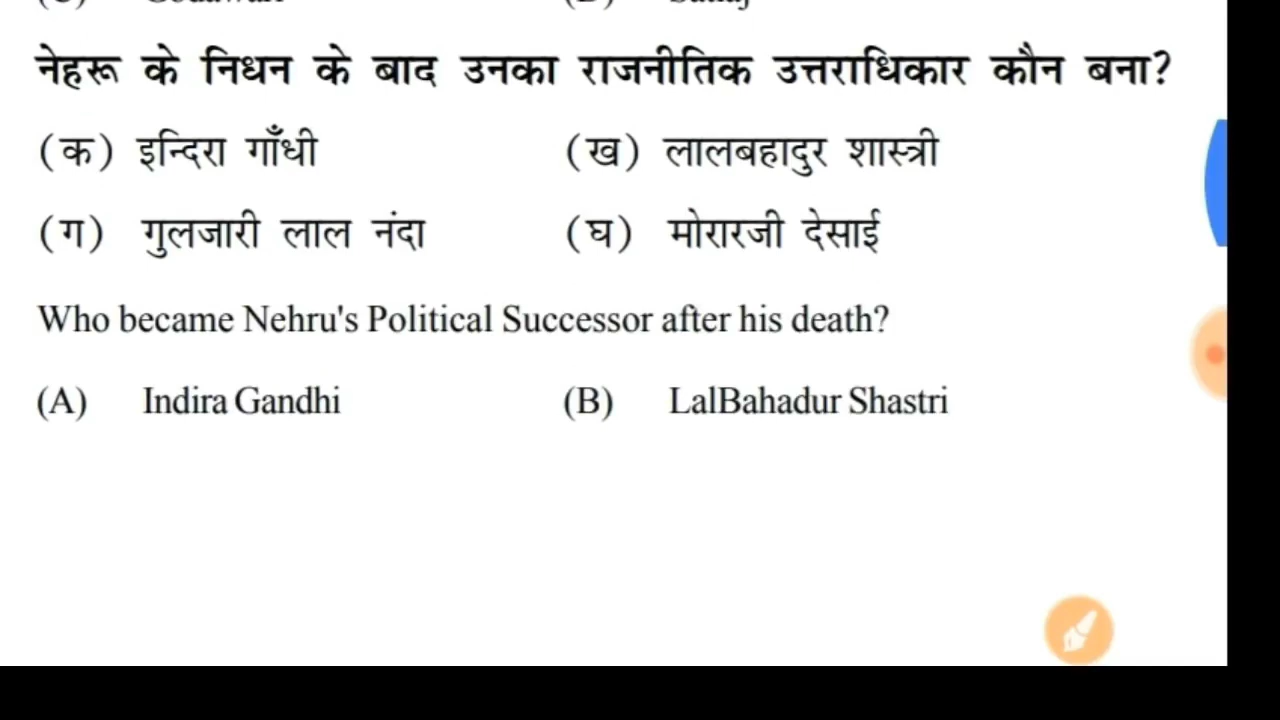 नेहरू के निधन के बाद उनका राजनीतिक उत्तराधिकार कौन बना?
(क) इन्दिरा गाँधी (ख) लालबहादुर शास्त्री
(ग) गुलजारी लाल नंदा (घ) मोरारजी देसाई
Who became Nehru's Political Successor after his death?
(A) Indira Gandhi (B) LalBahadur Shastri